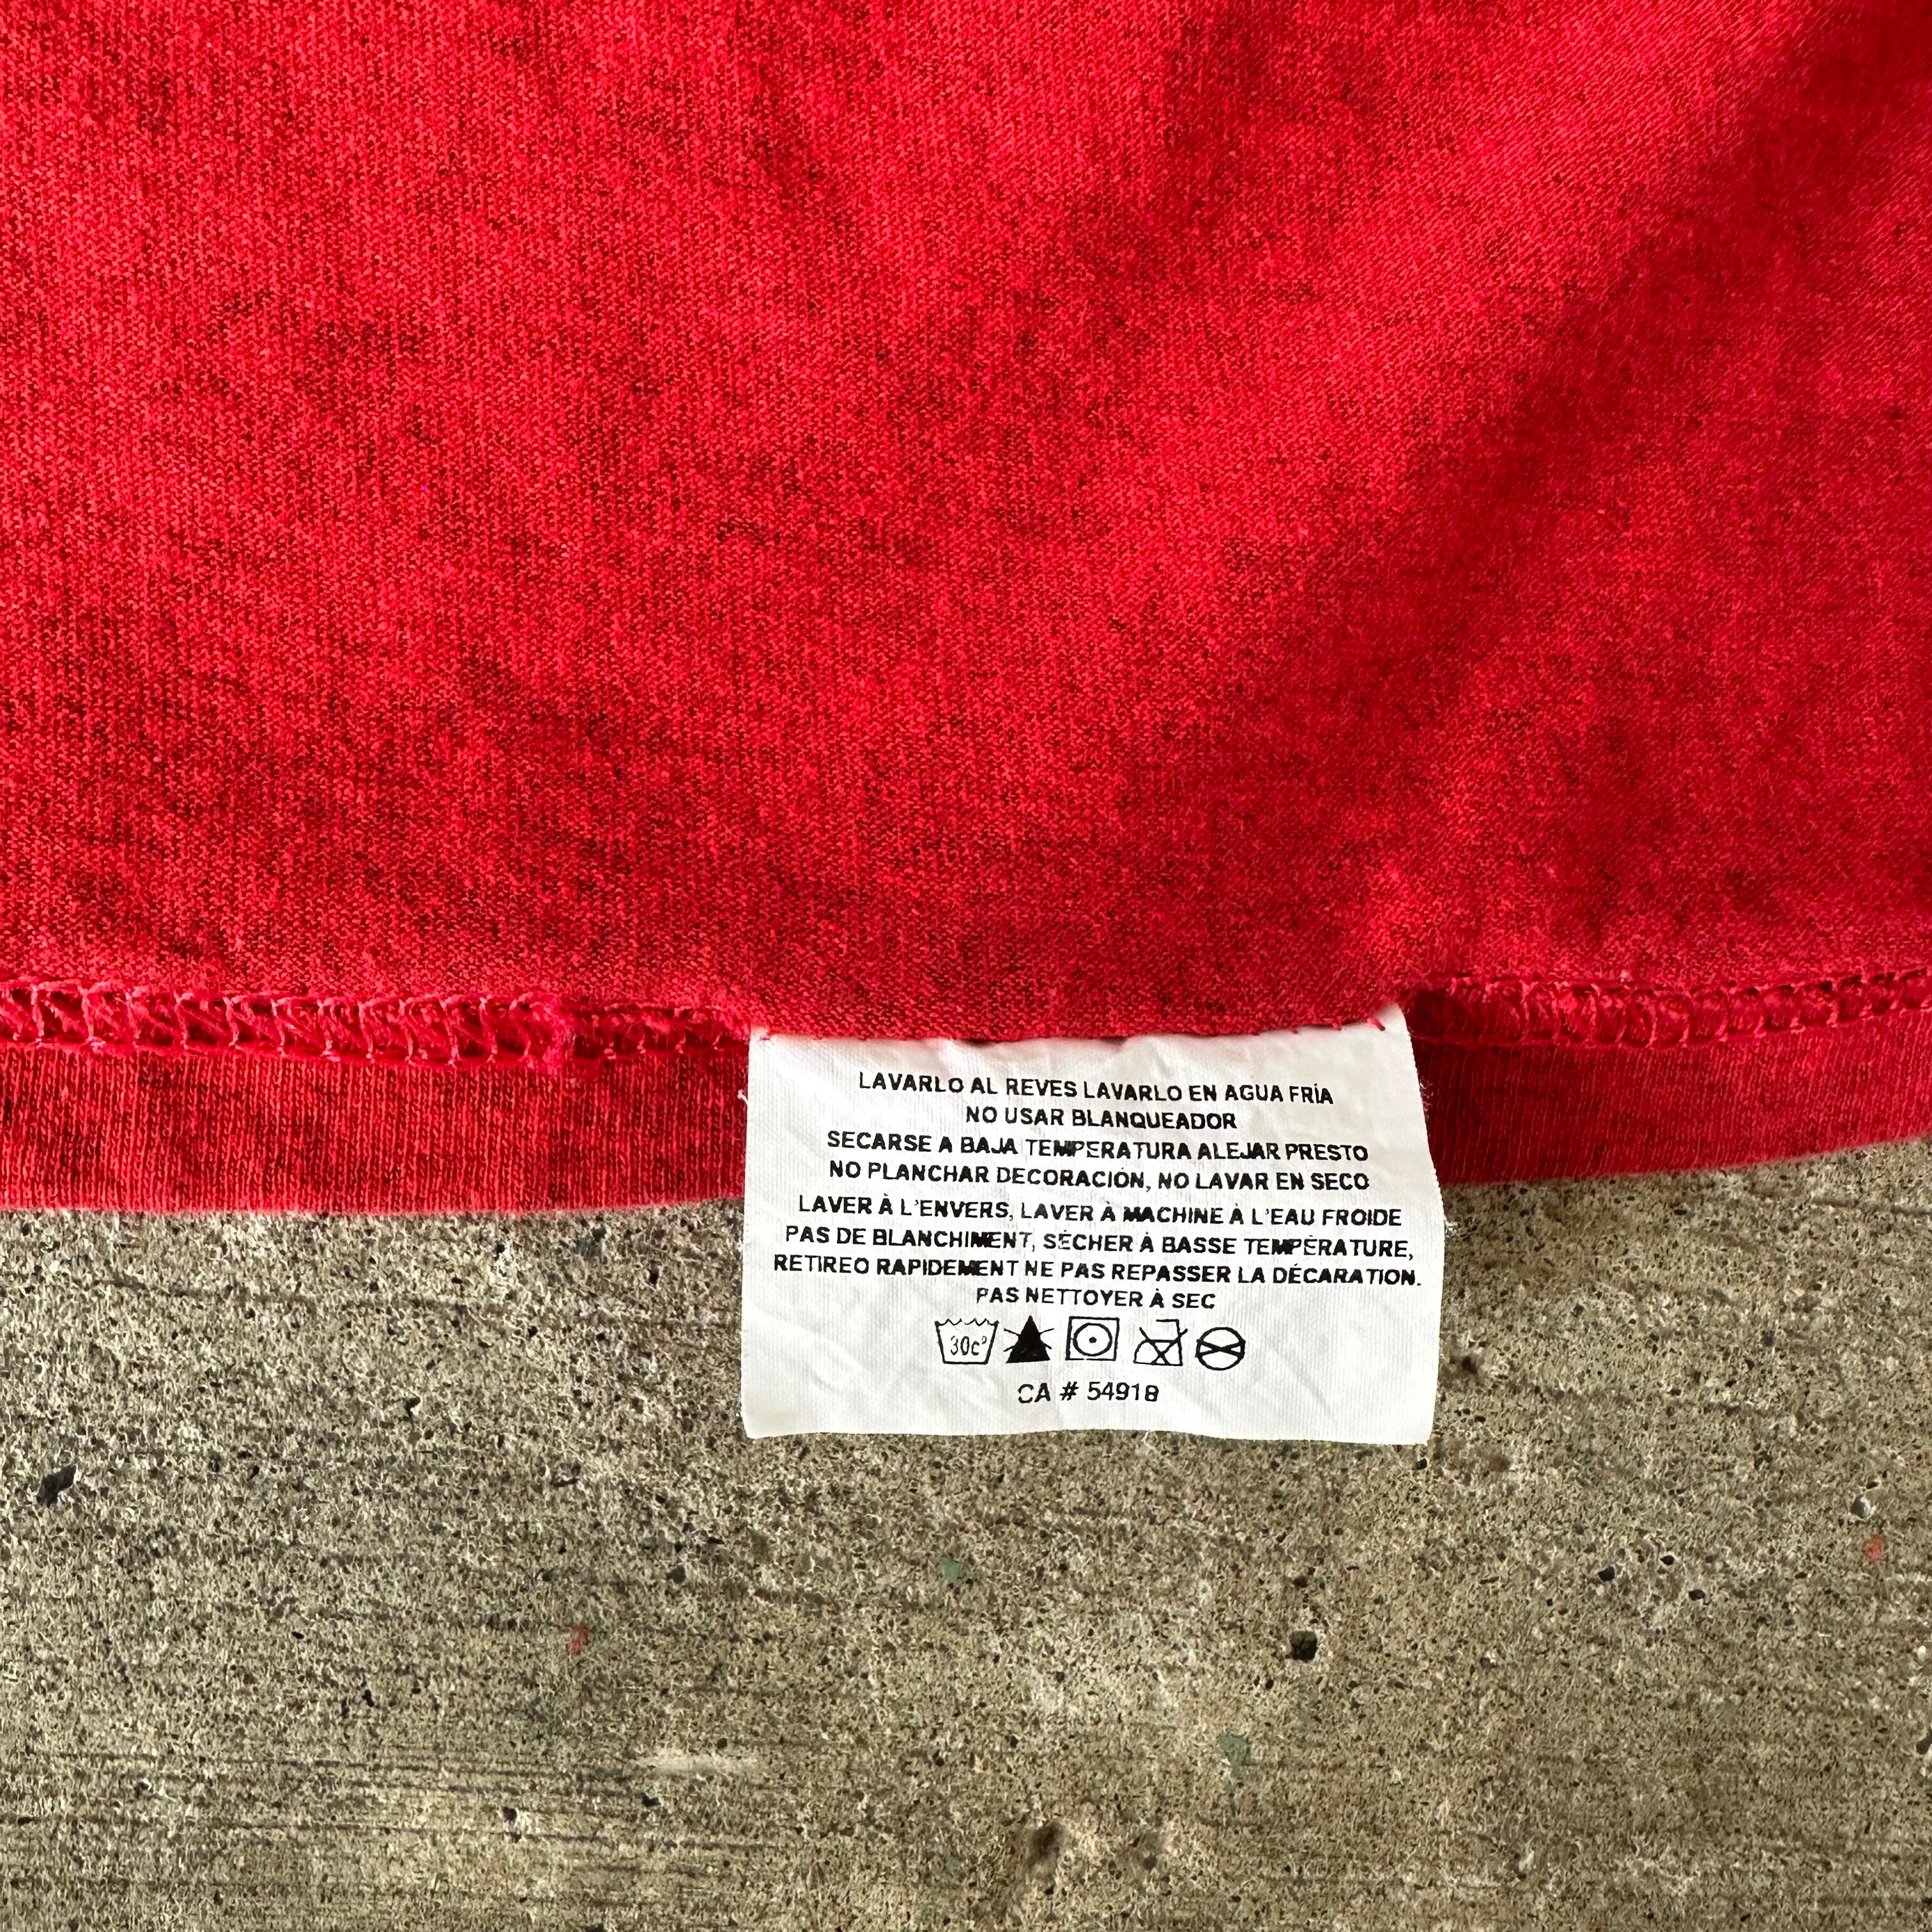 LAVARLO AL REVES LAVARLO EN AGUA FRÍA
NO USAR BLANQUEADOR
SECARSE A BAJA TEMPERATURA ALEJAR PRESTO
NO PLANCHAR DECORACIÓN, NO LAVAR EN SECO
LAVER À L'ENVERS, LAVER À MACHINE À L'EAU FROIDE
PAS DE BLANCHIMENT, SÉCHER À BASSE TEMPÉRATURE,
RETIREO RAPIDEMENT NE PAS REPASSER LA DÉCARATION.
PAS NETTOYER À SEC
30c°
CA # 54918